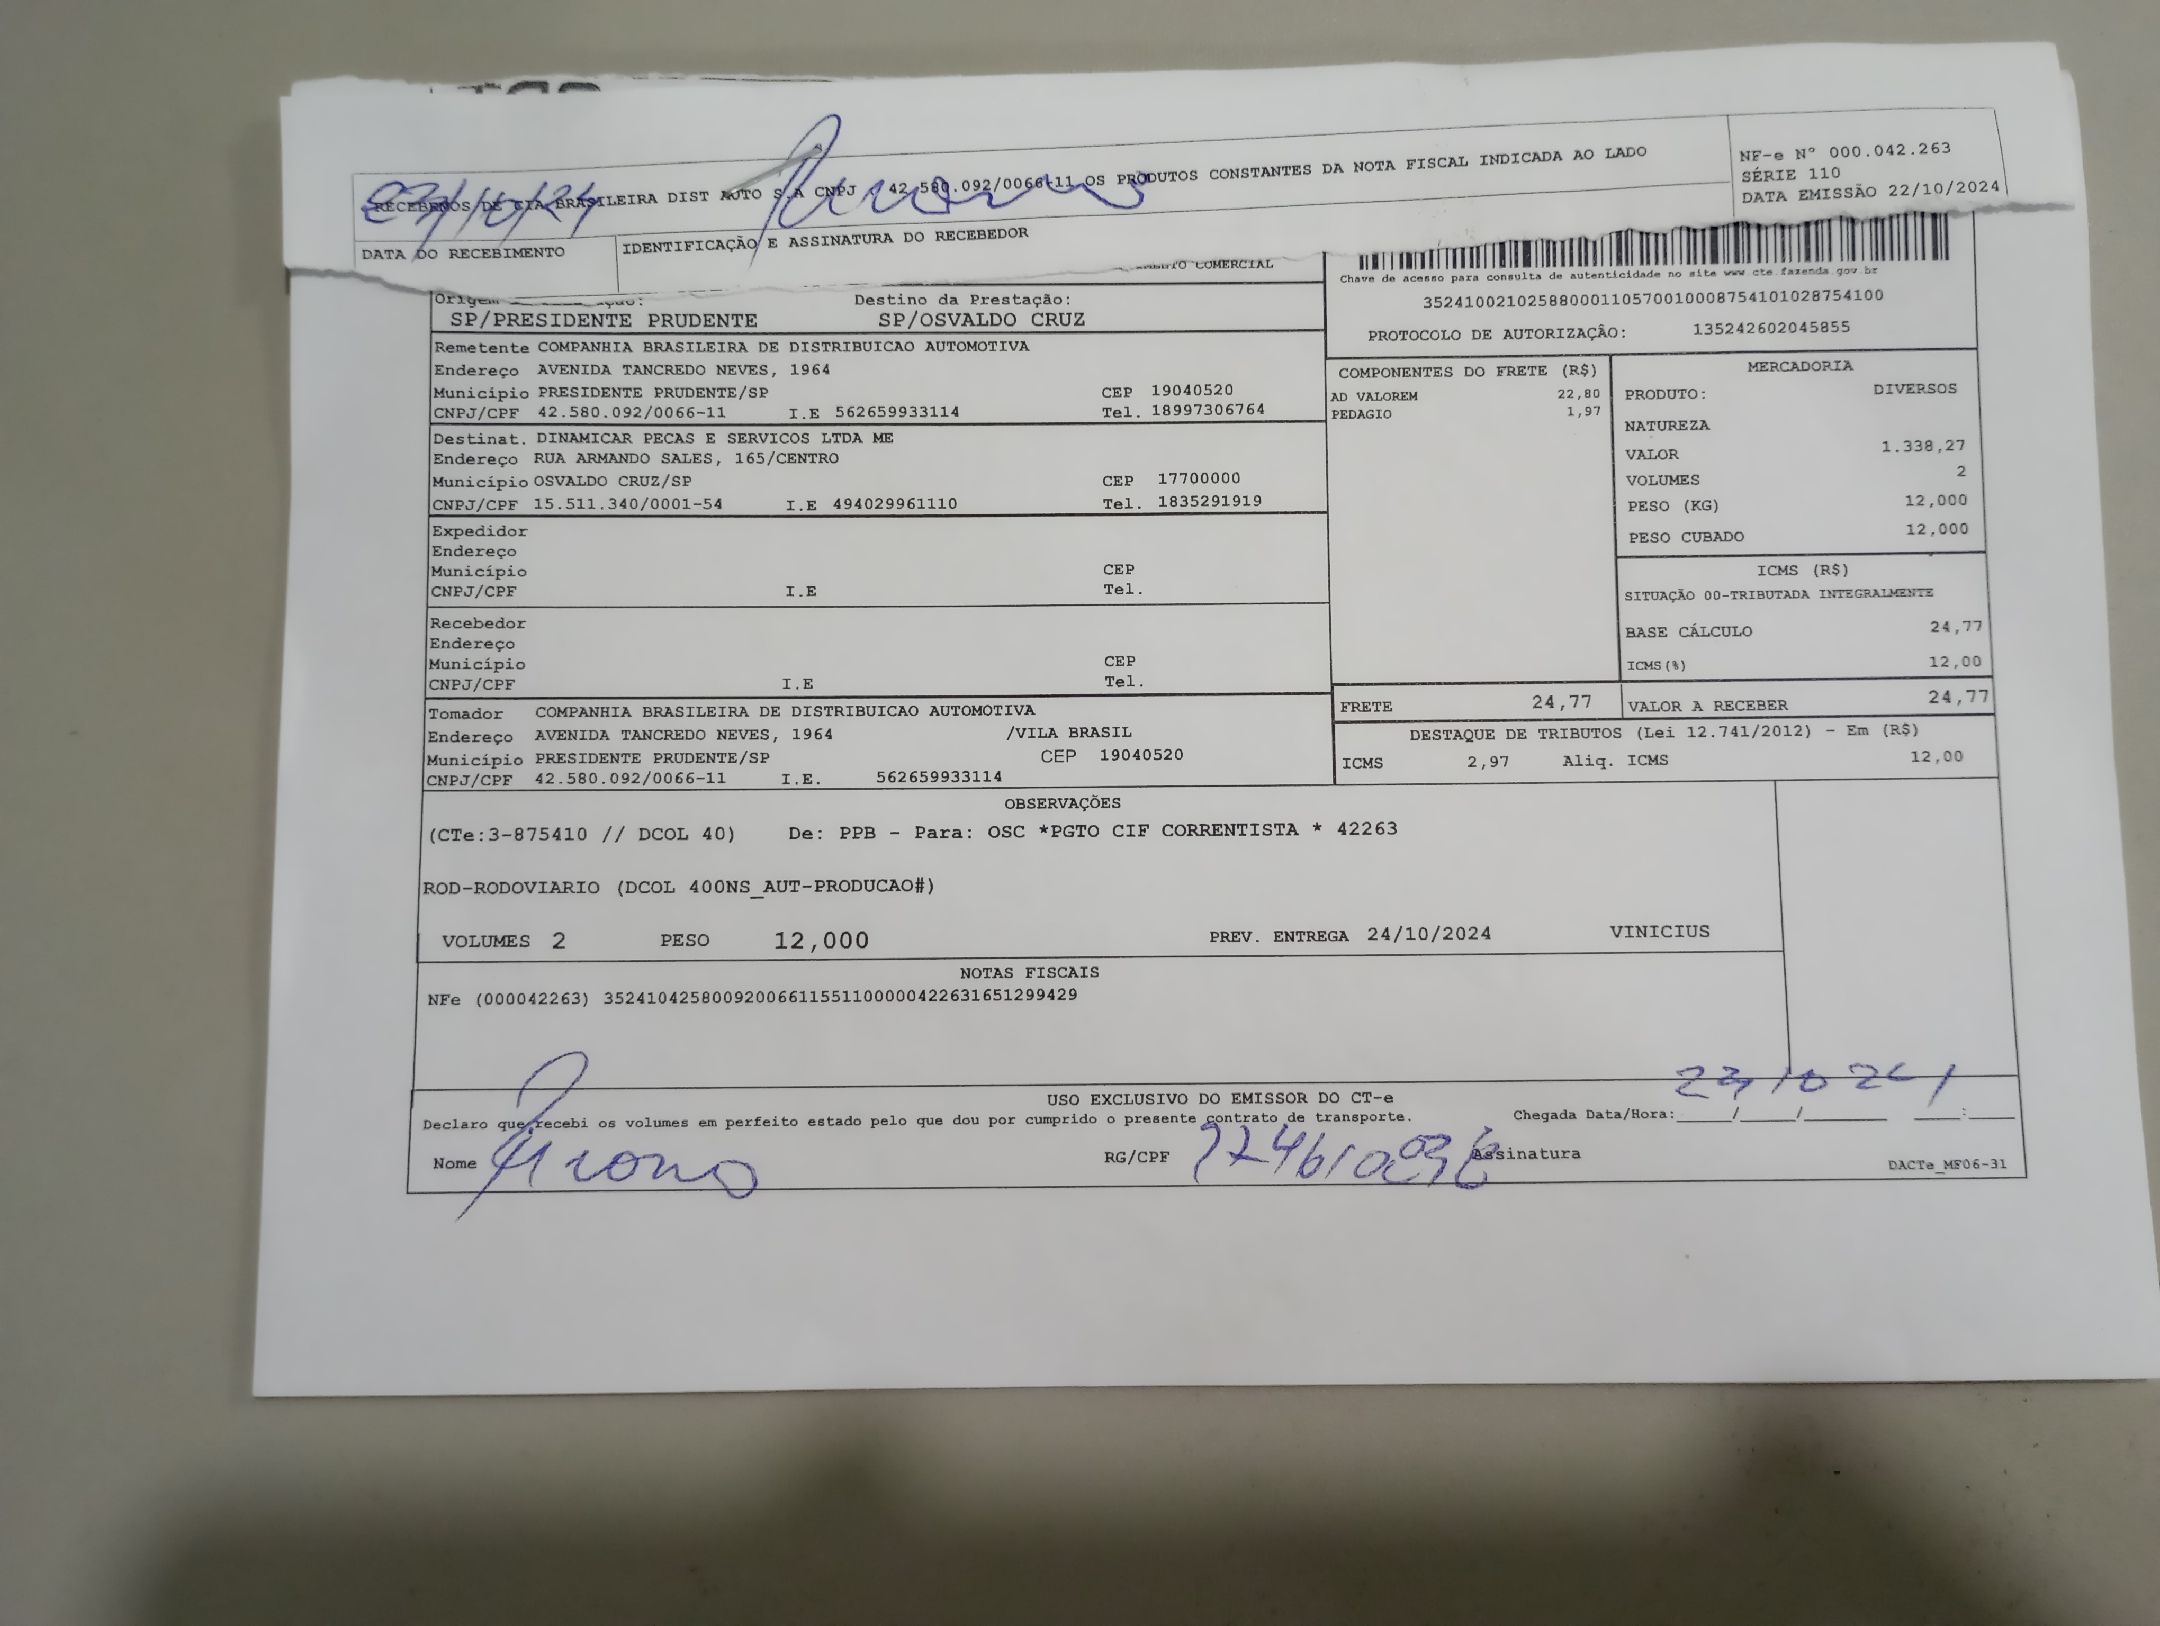 RECEBEMOS DE CIA BRASILEIRA DIST AUTO S.A CNPJ 42.580.092/0066-11 OS PRODUTOS CONSTANTES DA NOTA FISCAL INDICADA AO LADO
23/10/24
NF-e Nº 000.042.263
SÉRIE 110
DATA EMISSÃO 22/10/2024
DATA DO RECEBIMENTO
IDENTIFICAÇÃO E ASSINATURA DO RECEBEDOR
COMERCIAL
Chave de acesso para consulta de autenticidade no site www cte.fazenda.gov.br
35241002102588000110570010008754101028754100
PROTOCOLO DE AUTORIZAÇÃO: 135242602045855
Origem Destino da Prestação:
SP/PRESIDENTE PRUDENTE SP/OSVALDO CRUZ
Remetente COMPANHIA BRASILEIRA DE DISTRIBUICAO AUTOMOTIVA
Endereço AVENIDA TANCREDO NEVES, 1964
Município PRESIDENTE PRUDENTE/SP CEP 19040520
CNPJ/CPF 42.580.092/0066-11 I.E 562659933114 Tel. 18997306764
Destinat. DINAMICAR PECAS E SERVICOS LTDA ME
Endereço RUA ARMANDO SALES, 165/CENTRO
Município OSVALDO CRUZ/SP CEP 17700000
CNPJ/CPF 15.511.340/0001-54 I.E 494029961110 Tel. 1835291919
Expedidor
Endereço
Município CEP
CNPJ/CPF I.E Tel.
Recebedor
Endereço
Município CEP
CNPJ/CPF I.E Tel.
Tomador COMPANHIA BRASILEIRA DE DISTRIBUICAO AUTOMOTIVA
Endereço AVENIDA TANCREDO NEVES, 1964 /VILA BRASIL
Município PRESIDENTE PRUDENTE/SP CEP 19040520
CNPJ/CPF 42.580.092/0066-11 I.E. 562659933114
COMPONENTES DO FRETE (R$)
AD VALOREM 22,80
PEDAGIO 1,97
MERCADORIA
PRODUTO: DIVERSOS
NATUREZA
VALOR 1.338,27
VOLUMES 2
PESO (KG) 12,000
PESO CUBADO 12,000
ICMS (R$)
SITUAÇÃO 00-TRIBUTADA INTEGRALMENTE
BASE CÁLCULO 24,77
ICMS(%) 12,00
FRETE 24,77 VALOR A RECEBER 24,77
DESTAQUE DE TRIBUTOS (Lei 12.741/2012) - Em (R$)
ICMS 2,97 Aliq. ICMS 12,00
OBSERVAÇÕES
(CTe:3-875410 // DCOL 40) De: PPB - Para: OSC *PGTO CIF CORRENTISTA * 42263
ROD-RODOVIARIO (DCOL 400NS_AUT-PRODUCAO#)
VOLUMES 2 PESO 12,000 PREV. ENTREGA 24/10/2024 VINICIUS
NOTAS FISCAIS
NFe (000042263) 35241042580092006611551100000422631651299429
USO EXCLUSIVO DO EMISSOR DO CT-e
Declaro que recebi os volumes em perfeito estado pelo que dou por cumprido o presente contrato de transporte.
Chegada Data/Hora: 23/10 24
Nome RG/CPF Assinatura
DACTe_MF06-31